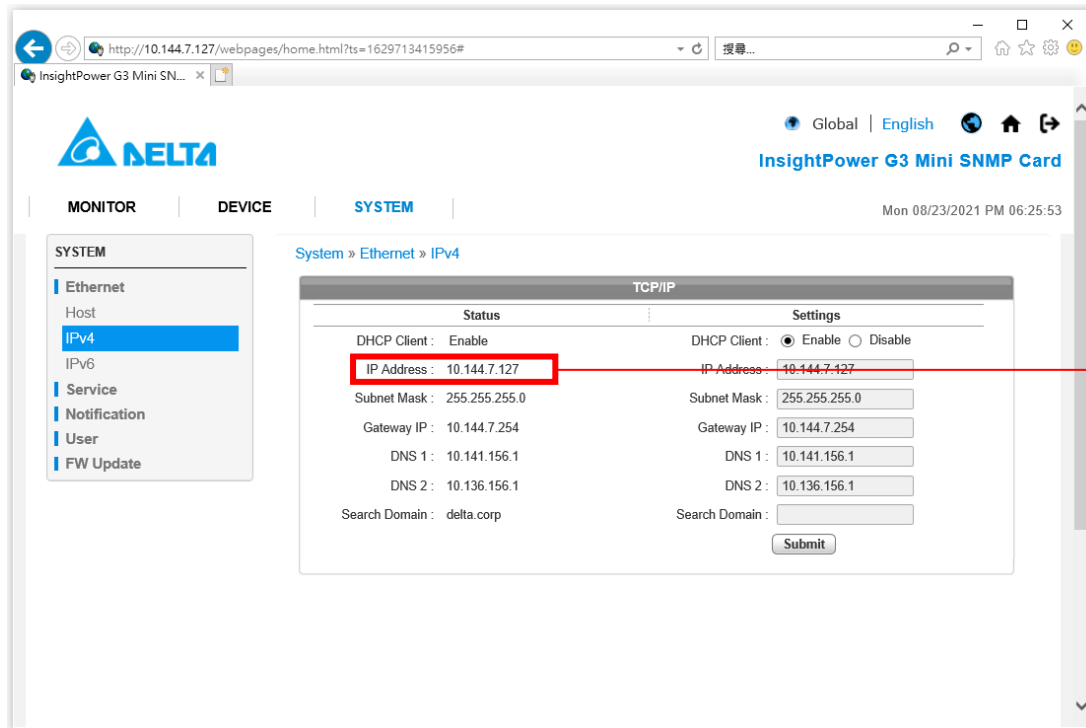 http://10.144.7.127/webpages/home.html?ts=1629713415956#
搜尋...
InsightPower G3 Mini SN...
Global | English
DELTA
InsightPower G3 Mini SNMP Card
MONITOR DEVICE SYSTEM
Mon 08/23/2021 PM 06:25:53
SYSTEM
Ethernet
Host
IPv4
IPv6
Service
Notification
User
FW Update
System » Ethernet » IPv4
TCP/IP
Status Settings
DHCP Client : Enable DHCP Client : Enable Disable
IP Address : 10.144.7.127 IP Address : 10.144.7.127
Subnet Mask : 255.255.255.0 Subnet Mask : 255.255.255.0
Gateway IP : 10.144.7.254 Gateway IP : 10.144.7.254
DNS 1 : 10.141.156.1 DNS 1 : 10.141.156.1
DNS 2 : 10.136.156.1 DNS 2 : 10.136.156.1
Search Domain : delta.corp Search Domain :
Submit